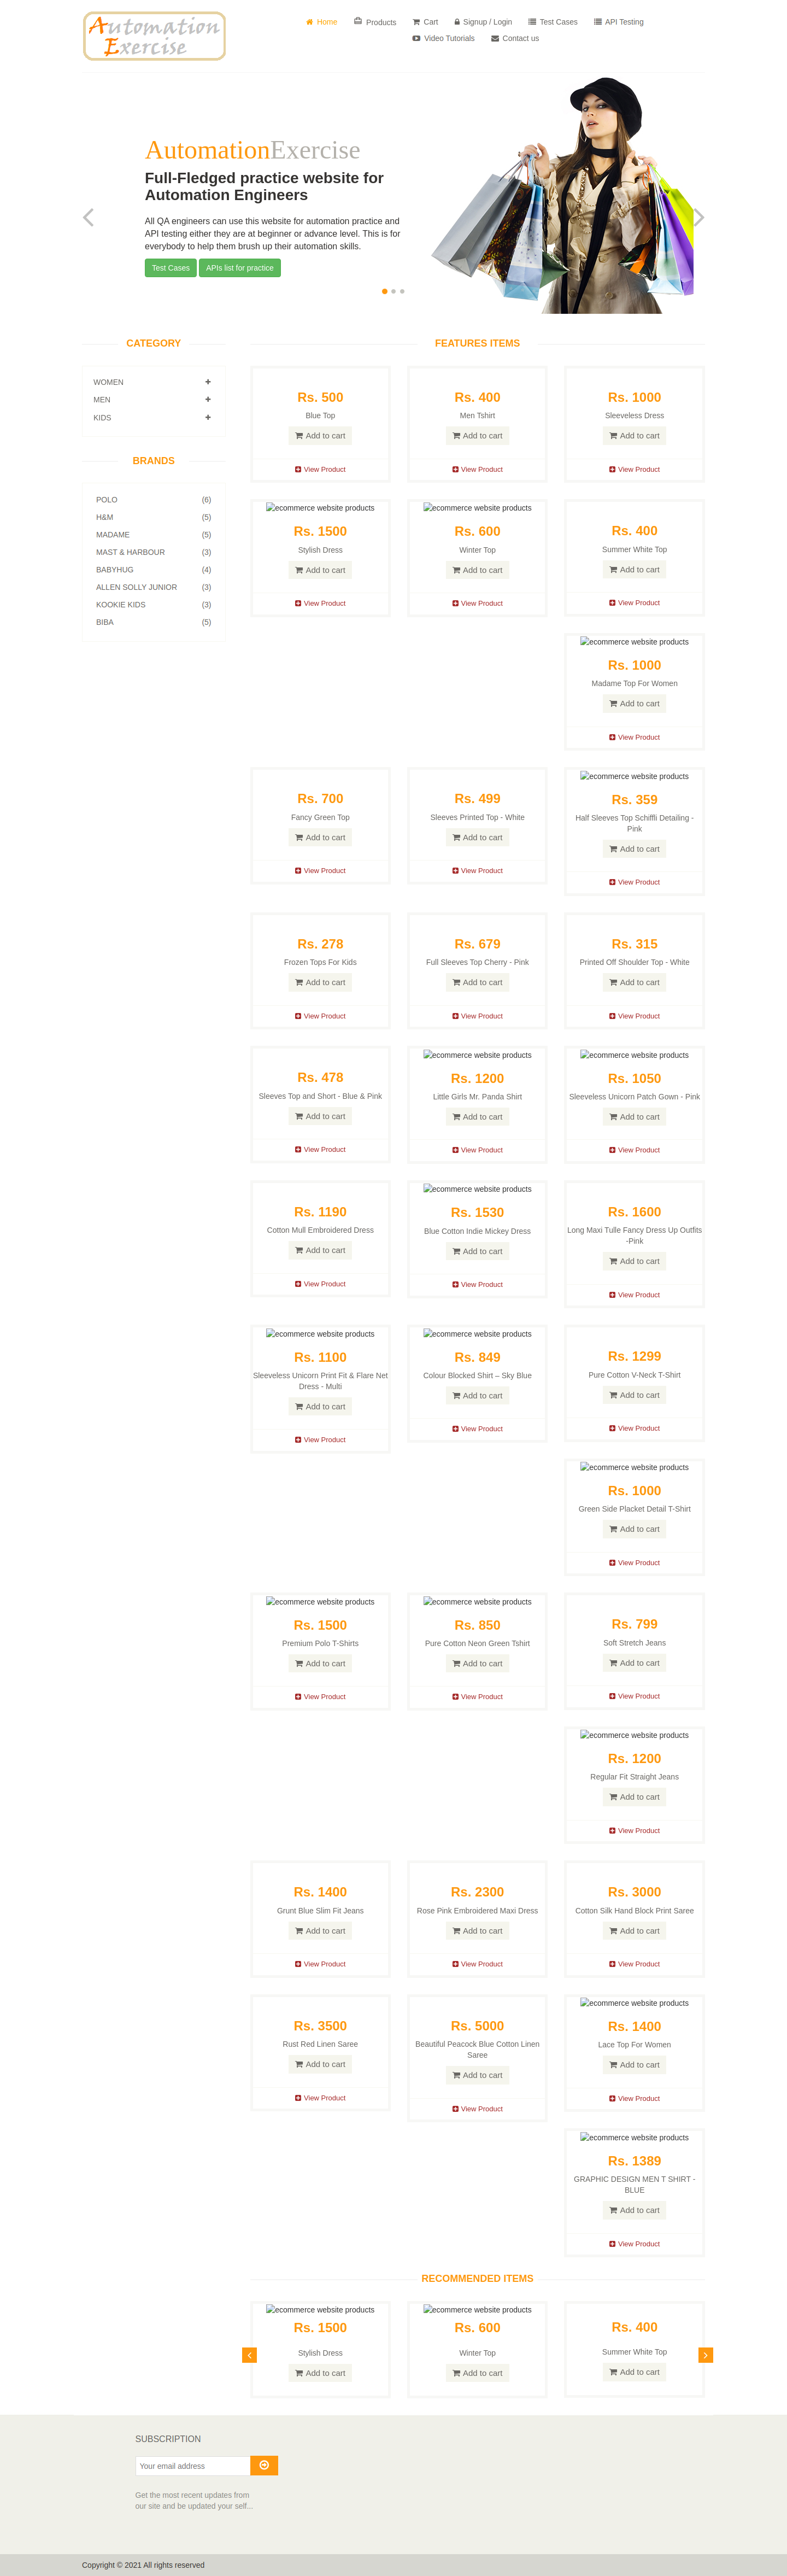 Automation
Exercise
Home
Products
Cart
Signup / Login
Test Cases
API Testing
Video Tutorials
Contact us
AutomationExercise
Full-Fledged practice website for
Automation Engineers
All QA engineers can use this website for automation practice and
API testing either they are at beginner or advance level. This is for
everybody to help them brush up their automation skills.
Test Cases
APIs list for practice
CATEGORY
WOMEN
MEN
KIDS
BRANDS
POLO (6)
H&M (5)
MADAME (5)
MAST & HARBOUR (3)
BABYHUG (4)
ALLEN SOLLY JUNIOR (3)
KOOKIE KIDS (3)
BIBA (5)
FEATURES ITEMS
Rs. 500
Blue Top
Add to cart
View Product
Rs. 400
Men Tshirt
Add to cart
View Product
Rs. 1000
Sleeveless Dress
Add to cart
View Product
ecommerce website products
Rs. 1500
Stylish Dress
Add to cart
View Product
ecommerce website products
Rs. 600
Winter Top
Add to cart
View Product
Rs. 400
Summer White Top
Add to cart
View Product
ecommerce website products
Rs. 1000
Madame Top For Women
Add to cart
View Product
Rs. 700
Fancy Green Top
Add to cart
View Product
Rs. 499
Sleeves Printed Top - White
Add to cart
View Product
ecommerce website products
Rs. 359
Half Sleeves Top Schiffli Detailing -
Pink
Add to cart
View Product
Rs. 278
Frozen Tops For Kids
Add to cart
View Product
Rs. 679
Full Sleeves Top Cherry - Pink
Add to cart
View Product
Rs. 315
Printed Off Shoulder Top - White
Add to cart
View Product
Rs. 478
Sleeves Top and Short - Blue & Pink
Add to cart
View Product
ecommerce website products
Rs. 1200
Little Girls Mr. Panda Shirt
Add to cart
View Product
ecommerce website products
Rs. 1050
Sleeveless Unicorn Patch Gown - Pink
Add to cart
View Product
Rs. 1190
Cotton Mull Embroidered Dress
Add to cart
View Product
ecommerce website products
Rs. 1530
Blue Cotton Indie Mickey Dress
Add to cart
View Product
Rs. 1600
Long Maxi Tulle Fancy Dress Up Outfits
-Pink
Add to cart
View Product
ecommerce website products
Rs. 1100
Sleeveless Unicorn Print Fit & Flare Net
Dress - Multi
Add to cart
View Product
ecommerce website products
Rs. 849
Colour Blocked Shirt – Sky Blue
Add to cart
View Product
Rs. 1299
Pure Cotton V-Neck T-Shirt
Add to cart
View Product
ecommerce website products
Rs. 1000
Green Side Placket Detail T-Shirt
Add to cart
View Product
ecommerce website products
Rs. 1500
Premium Polo T-Shirts
Add to cart
View Product
ecommerce website products
Rs. 850
Pure Cotton Neon Green Tshirt
Add to cart
View Product
Rs. 799
Soft Stretch Jeans
Add to cart
View Product
ecommerce website products
Rs. 1200
Regular Fit Straight Jeans
Add to cart
View Product
Rs. 1400
Grunt Blue Slim Fit Jeans
Add to cart
View Product
Rs. 2300
Rose Pink Embroidered Maxi Dress
Add to cart
View Product
Rs. 3000
Cotton Silk Hand Block Print Saree
Add to cart
View Product
Rs. 3500
Rust Red Linen Saree
Add to cart
View Product
Rs. 5000
Beautiful Peacock Blue Cotton Linen
Saree
Add to cart
View Product
ecommerce website products
Rs. 1400
Lace Top For Women
Add to cart
View Product
ecommerce website products
Rs. 1389
GRAPHIC DESIGN MEN T SHIRT -
BLUE
Add to cart
View Product
RECOMMENDED ITEMS
ecommerce website products
Rs. 1500
Stylish Dress
Add to cart
ecommerce website products
Rs. 600
Winter Top
Add to cart
Rs. 400
Summer White Top
Add to cart
SUBSCRIPTION
Your email address
Get the most recent updates from
our site and be updated your self...
Copyright © 2021 All rights reserved